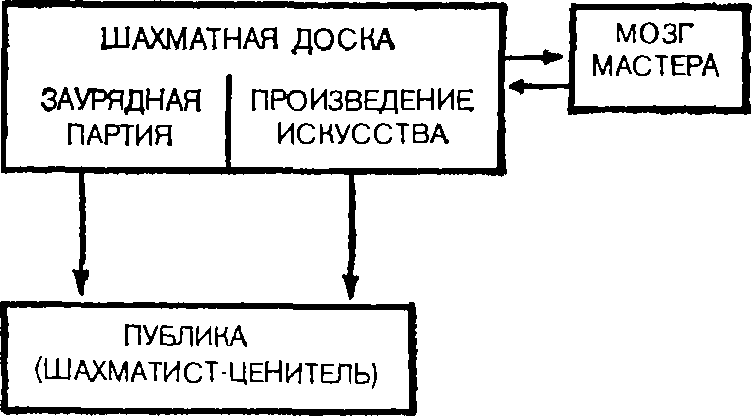 ШАХМАТНАЯ ДОСКА
ЗАУРЯДНАЯ
ПАРТИЯ
ПРОИЗВЕДЕНИЕ
ИСКУССТВА
МОЗГ
МАСТЕРА
ПУБЛИКА
(ШАХМАТИСТ-ЦЕНИТЕЛЬ)